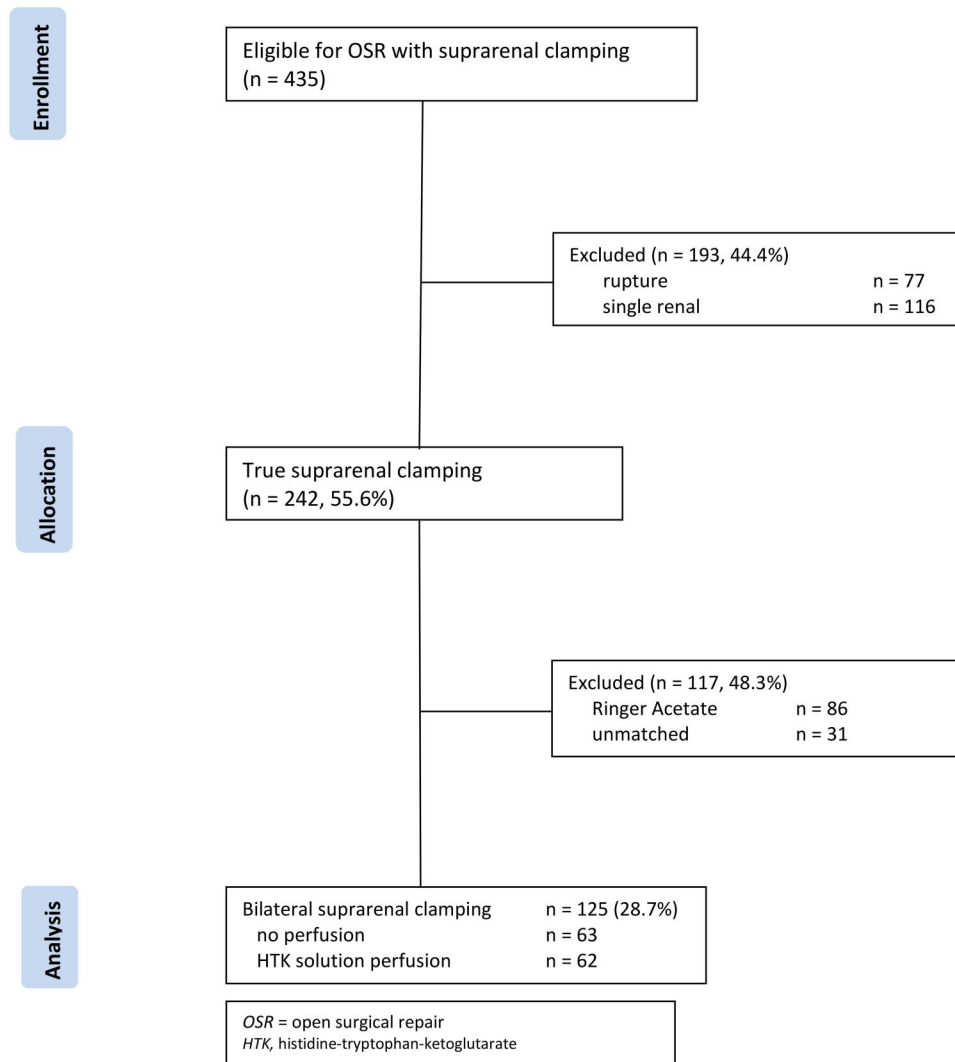 Enrollment
Eligible for OSR with suprarenal clamping
(n = 435)
Excluded (n = 193, 44.4%)
rupture n = 77
single renal n = 116
Allocation
True suprarenal clamping
(n = 242, 55.6%)
Excluded (n = 117, 48.3%)
Ringer Acetate n = 86
unmatched n = 31
Analysis
Bilateral suprarenal clamping n = 125 (28.7%)
no perfusion n = 63
HTK solution perfusion n = 62
OSR = open surgical repair
HTK, histidine-tryptophan-ketoglutarate